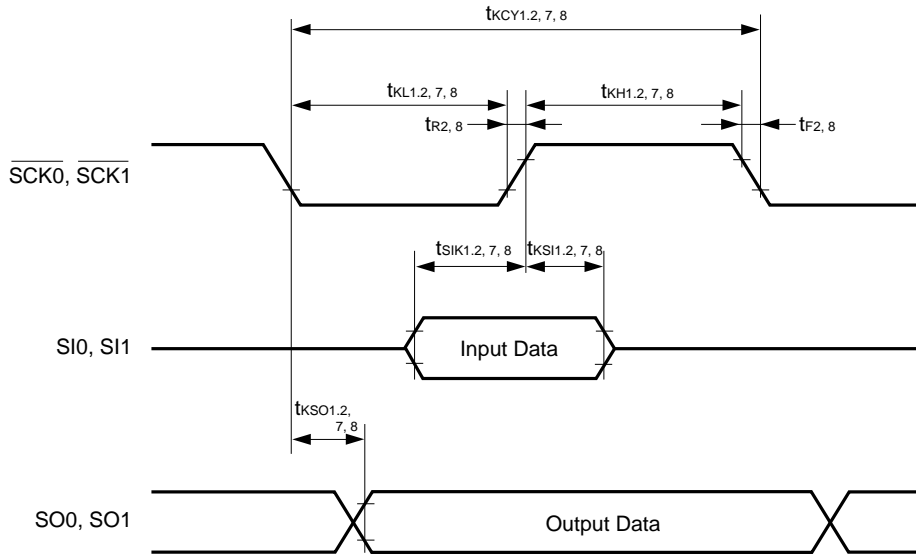 tKCY1.2, 7, 8
tKL1.2, 7, 8
tKH1.2, 7, 8
tR2, 8
tF2, 8
SCK0, SCK1
tSIK1.2, 7, 8
tKSI1.2, 7, 8
SI0, SI1
Input Data
tKSO1.2,
7, 8
SO0, SO1
Output Data